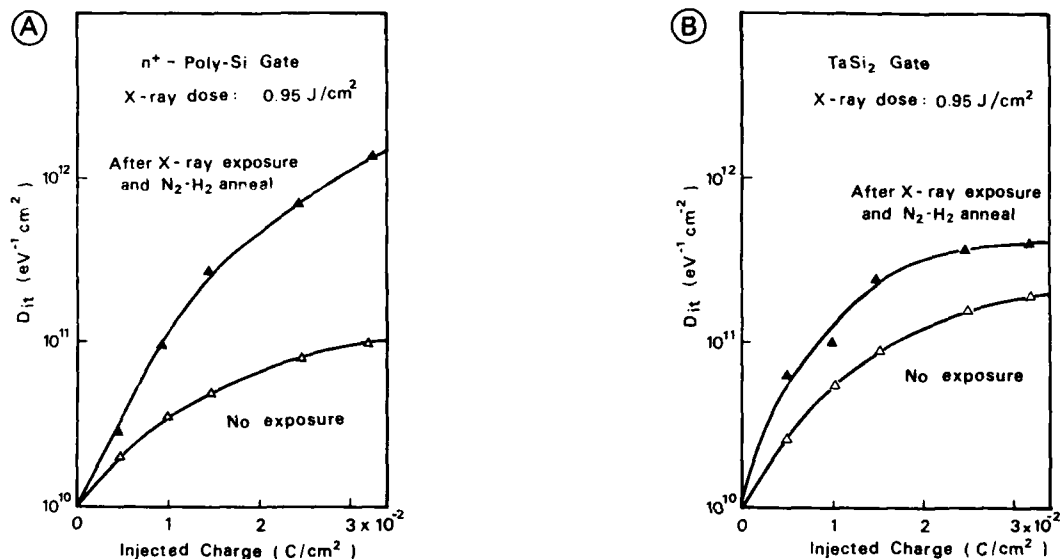 A
n+ - Poly-Si Gate
X-ray dose: 0.95 J/cm2
After X-ray exposure
and N2-H2 anneal
No exposure
Dit (eV-1 cm2)
10^12
10^11
10^10
0
1
2
3 x 10^-2
Injected Charge (C/cm2)
B
TaSi2 Gate
X-ray dose: 0.95 J/cm2
After X-ray exposure
and N2-H2 anneal
No exposure
Dit (eV-1 cm-2)
10^12
10^11
10^10
0
1
2
3 x 10^-2
Injected Charge (C/cm2)